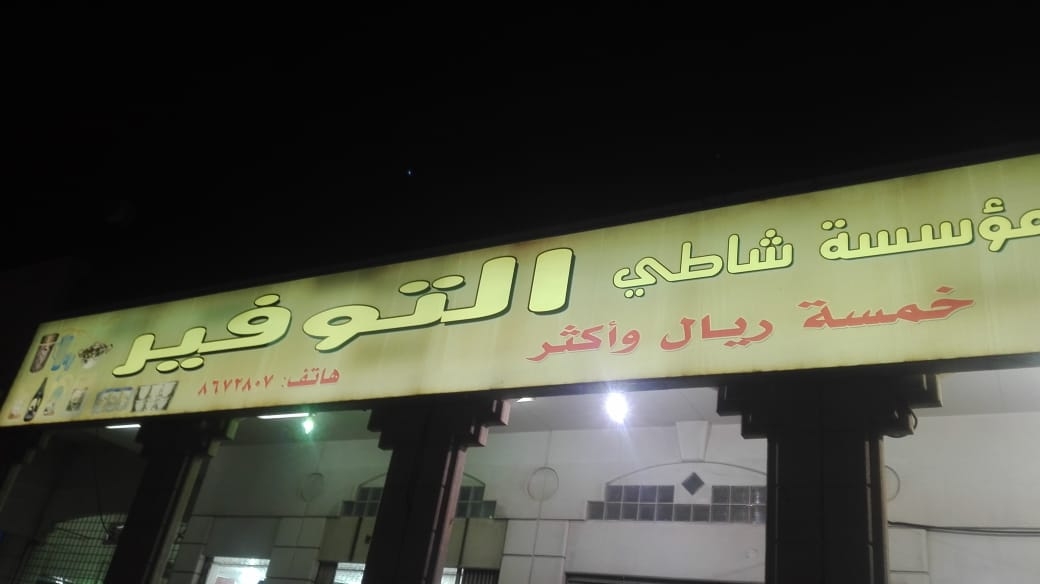 مؤسسة شاطي التوفير
خمسة ريال وأكثر
هاتف: ٨٦٧٢٨٠٧